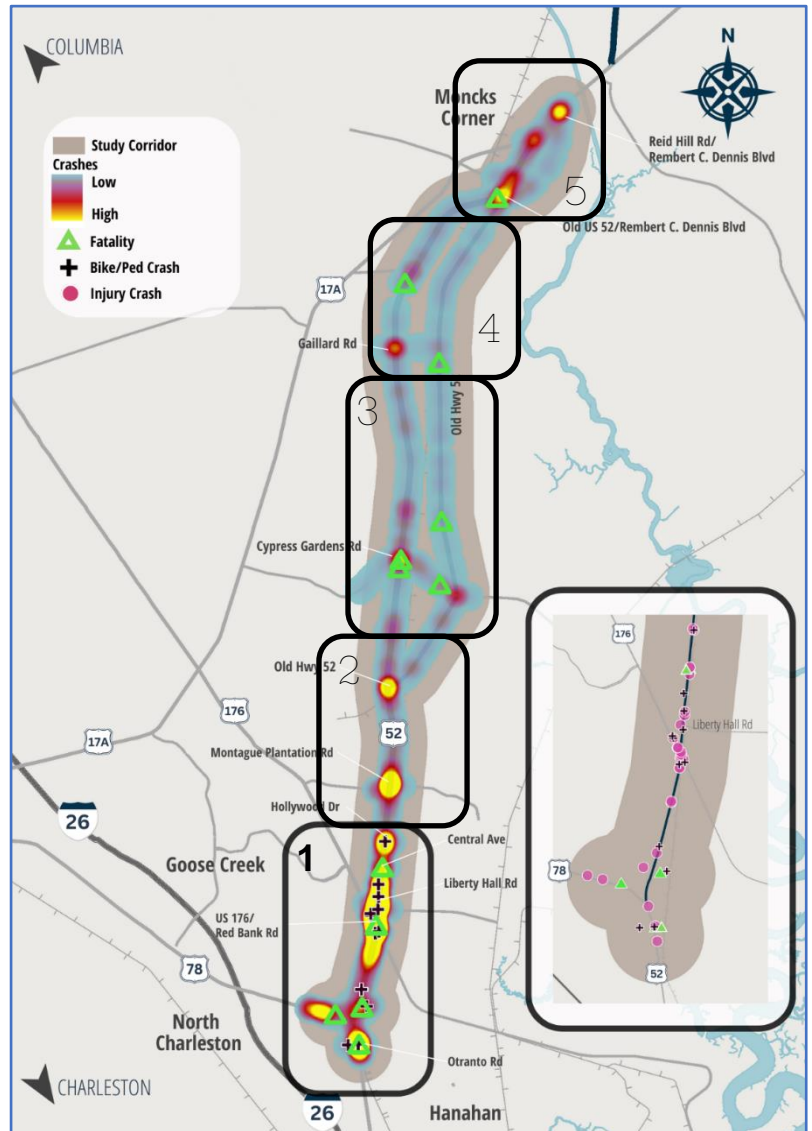 COLUMBIA
N
Moncks
Corner
Reid Hill Rd/
Rembert C. Dennis Blvd
Study Corridor
Crashes
Low
High
Fatality
Bike/Ped Crash
Injury Crash
5
Old US 52/Rembert C. Dennis Blvd
17A
4
Gaillard Rd
3
Old Hwy 5
Cypress Gardens Rd
2
Old Hwy 52
176
52
17A
Montague Plantation Rd
Hollywood Dr
26
1
Central Ave
Goose Creek
Liberty Hall Rd
US 176/
Red Bank Rd
78
North
Charleston
Otranto Rd
CHARLESTON
26
Hanahan
176
Liberty Hall Rd
78
52